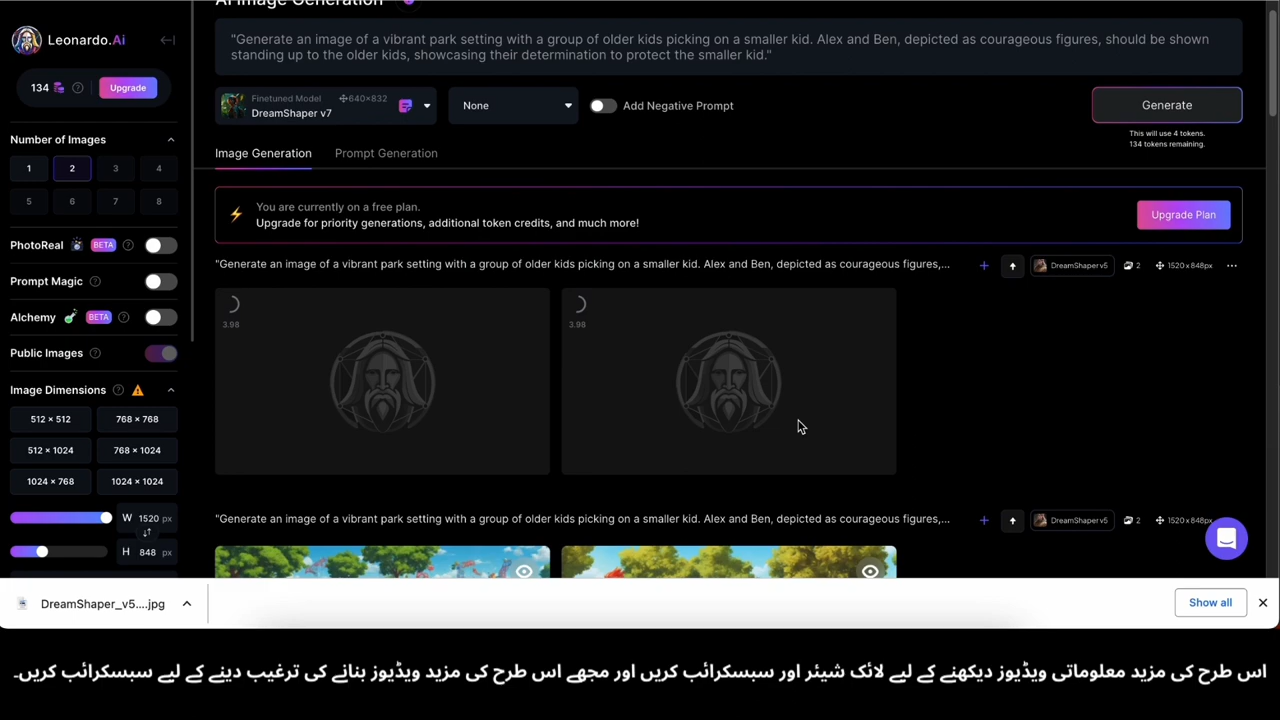 AI Image Generation
Leonardo.Ai
134
Upgrade
"Generate an image of a vibrant park setting with a group of older kids picking on a smaller kid. Alex and Ben, depicted as courageous figures, should be shown
standing up to the older kids, showcasing their determination to protect the smaller kid."
Finetuned Model
640×832
DreamShaper v7
None
Add Negative Prompt
Generate
This will use 4 tokens.
134 tokens remaining.
Number of Images
1 2 3 4
5 6 7 8
PhotoReal BETA
Prompt Magic
Alchemy BETA
Public Images
Image Dimensions
512 × 512 768 × 768
512 × 1024 768 × 1024
1024 × 768 1024 × 1024
W 1520 px
H 848 px
Image Generation Prompt Generation
You are currently on a free plan.
Upgrade for priority generations, additional token credits, and much more!
Upgrade Plan
"Generate an image of a vibrant park setting with a group of older kids picking on a smaller kid. Alex and Ben, depicted as courageous figures,...
DreamShaper v5 2 1520x848px
3.98
3.98
"Generate an image of a vibrant park setting with a group of older kids picking on a smaller kid. Alex and Ben, depicted as courageous figures,...
DreamShaper v5 2 1520x848px
DreamShaper_v5....jpg
Show all
اس طرح کی مزید معلوماتی ویڈیوز دیکھنے کے لیے لائک شیئر اور سبسکرائب کریں اور مجھے اس طرح کی مزید ویڈیوز بنانے کی ترغیب دینے کے لیے سبسکرائب کریں۔